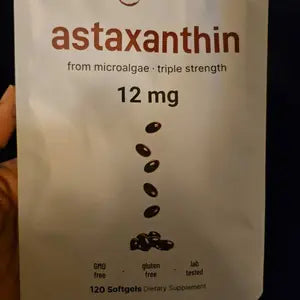 astaxanthin
from microalgae · triple strength
12 mg
GMO free · gluten free · lab tested
120 Softgels Dietary Supplement